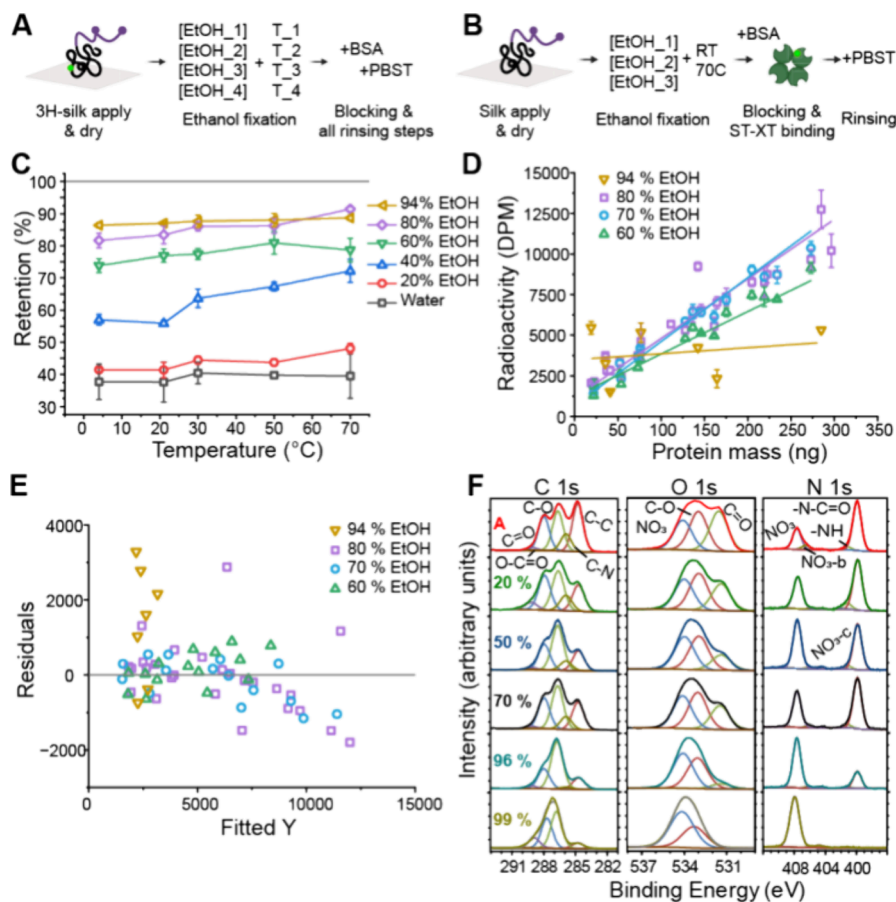 A
[EtOH_1] T_1
[EtOH_2] T_2
[EtOH_3] + T_3
[EtOH_4] T_4
+BSA
+PBST
3H-silk apply
& dry
Ethanol fixation
Blocking &
all rinsing steps
B
[EtOH_1]
[EtOH_2] + RT
[EtOH_3] 70C
+BSA
+PBST
Silk apply
& dry
Ethanol fixation
Blocking &
ST-XT binding
Rinsing
C
Retention (%)
100
90
80
70
60
50
40
30
94% EtOH
80% EtOH
60% EtOH
40% EtOH
20% EtOH
Water
0 10 20 30 40 50 60 70
Temperature (°C)
D
Radioactivity (DPM)
15000
12500
10000
7500
5000
2500
0
94 % EtOH
80 % EtOH
70 % EtOH
60 % EtOH
0 50 100 150 200 250 300 350
Protein mass (ng)
E
Residuals
4000
2000
0
−2000
94 % EtOH
80 % EtOH
70 % EtOH
60 % EtOH
0 5000 10000 15000
Fitted Y
F
C 1s O 1s N 1s
Intensity (arbitrary units)
A
C-O
C=O
C-C
O-C=O
C-N
C-O
NO₃
C=O
-N-C=O
NO₃
-NH
NO₃-b
20 %
50 %
NO₃-c
70 %
96 %
99 %
291 288 285 282
537 534 531
408 404 400
Binding Energy (eV)